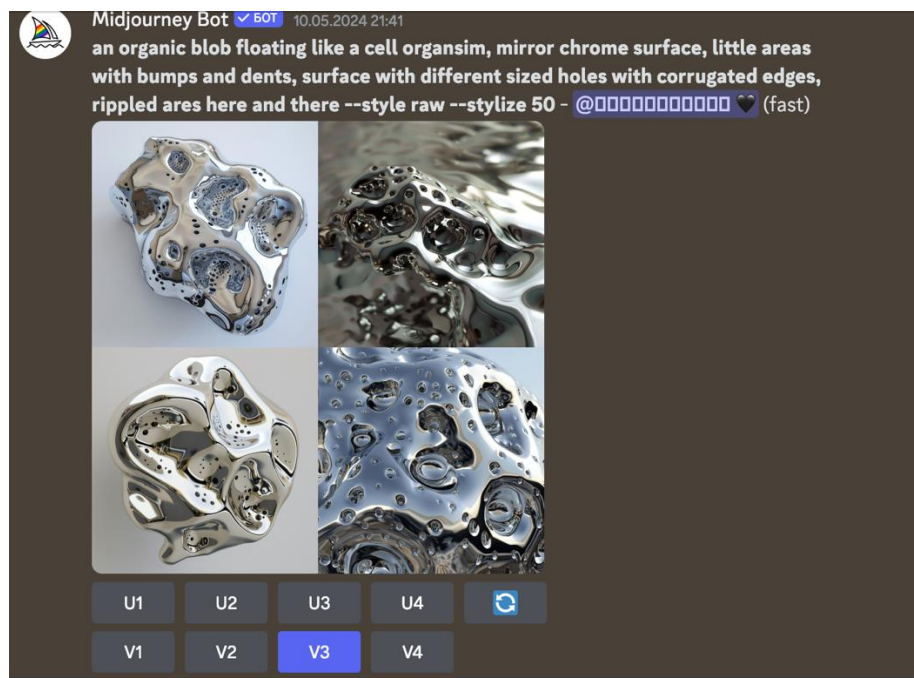 Midjourney Bot ✓ БОТ 10.05.2024 21:41
an organic blob floating like a cell organsim, mirror chrome surface, little areas
with bumps and dents, surface with different sized holes with corrugated edges,
rippled ares here and there --style raw --stylize 50 - @▯▯▯▯▯▯▯▯▯▯▯ 🖤 (fast)
U1 U2 U3 U4
V1 V2 V3 V4